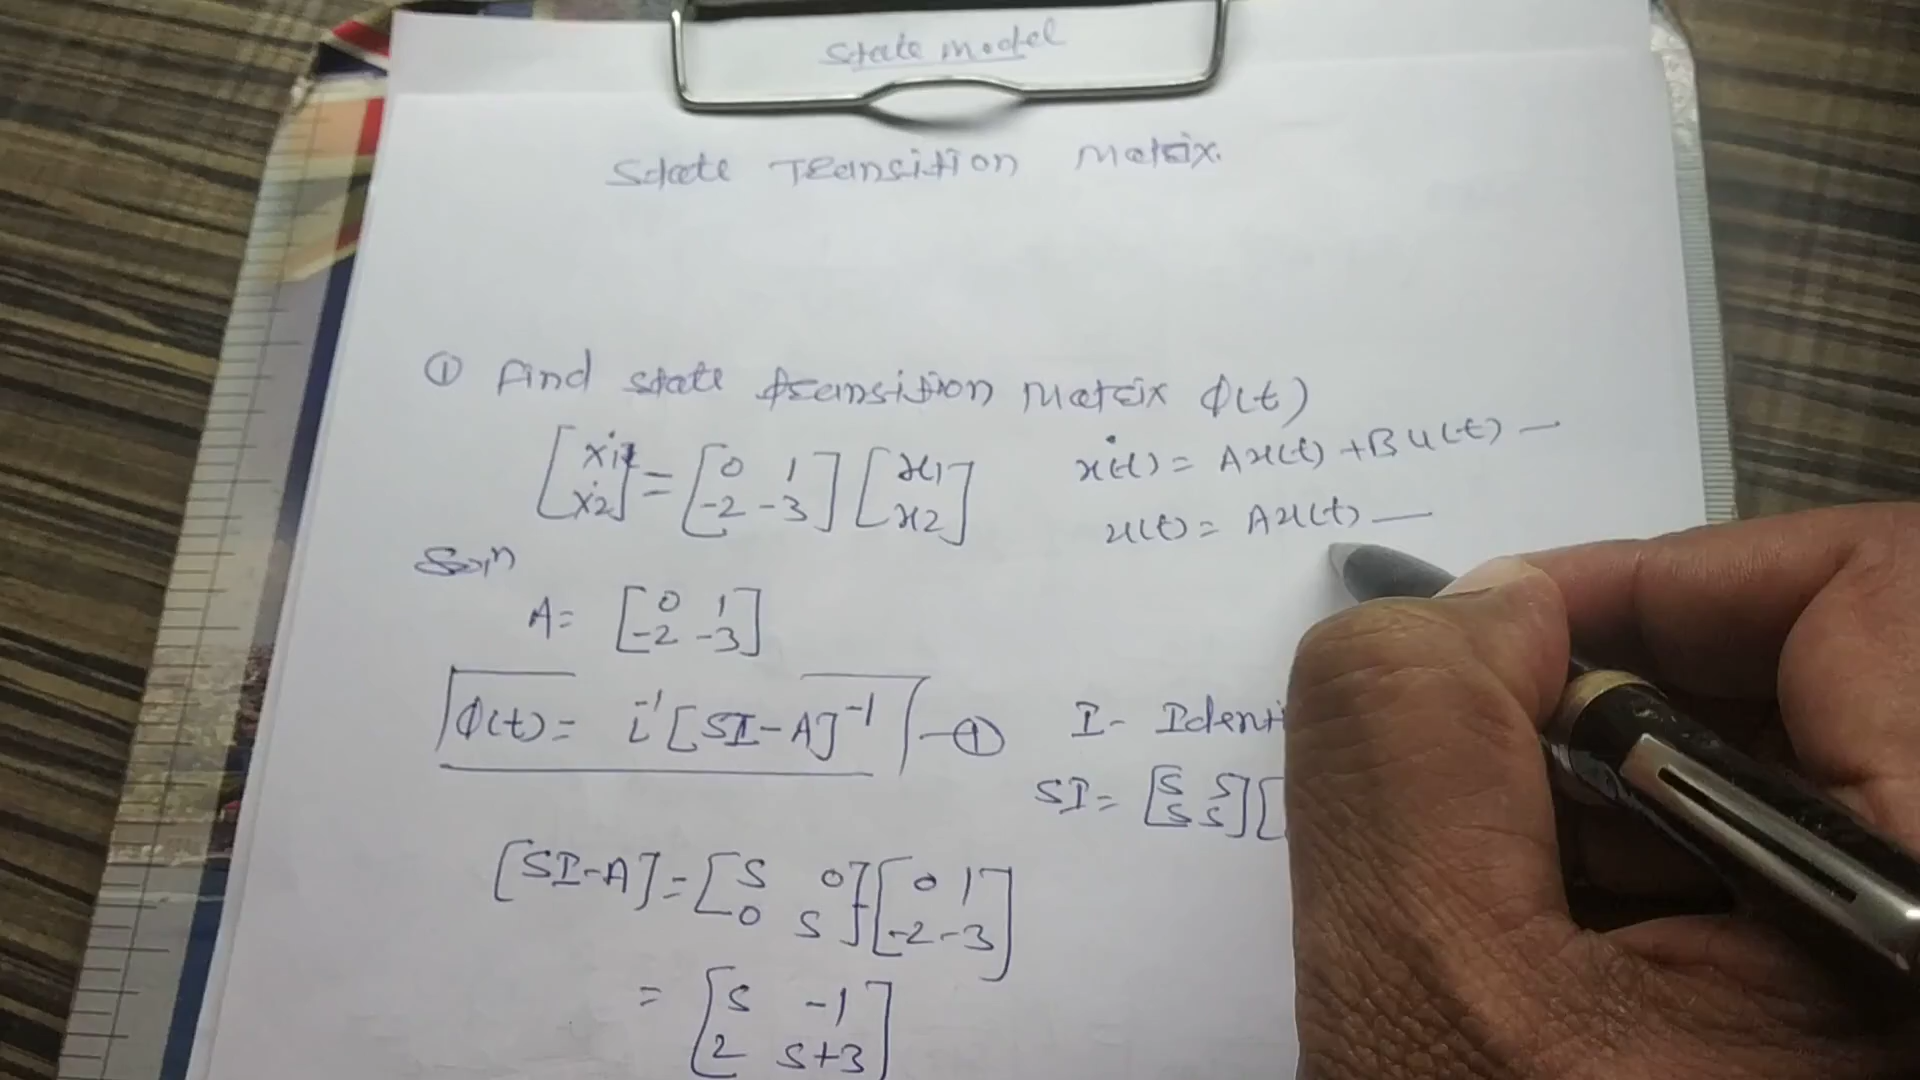 State model
State Transition Matrix.
① Find state transition Matrix φ(t)
[ẋ1 ẋ2] = [0 1 -2 -3] [x1 x2]
ẋ(t) = Ax(t) + Bu(t) —
x(t) = Ax(t) —
Soln
A= [0 1 -2 -3]
φ(t) = L⁻¹ [SI-A]⁻¹ — ①
I - Identi
SI= [S S S S] [
[SI-A] = [S 0 0 S] - [0 1 -2 -3]
= [S -1 2 S+3]